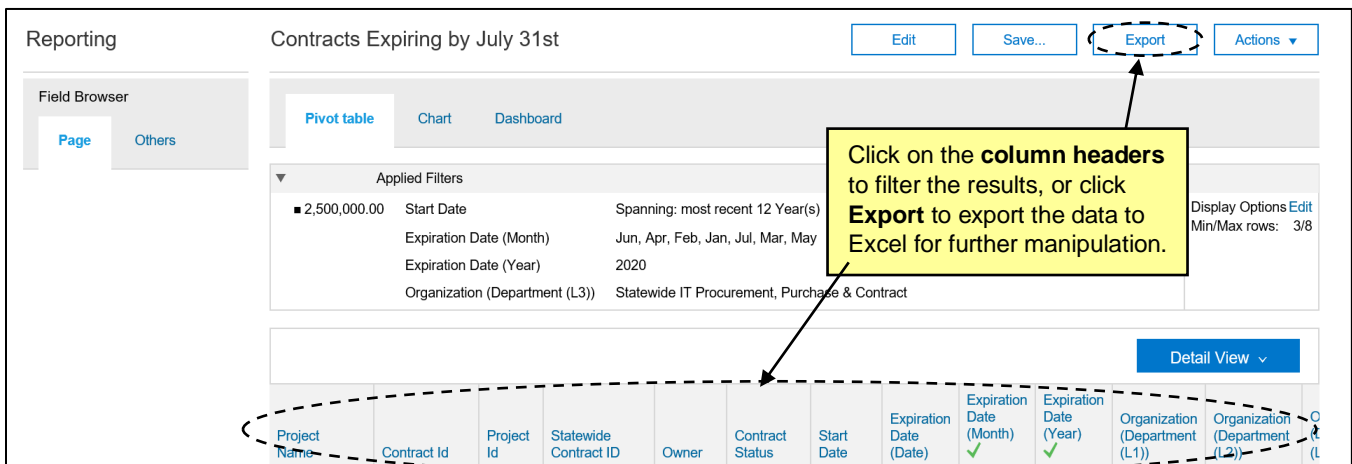 Reporting
Contracts Expiring by July 31st
Edit
Save...
Export
Actions ▼
Field Browser
Page
Others
Pivot table
Chart
Dashboard
Click on the column headers
to filter the results, or click
Export to export the data to
Excel for further manipulation.
Applied Filters
■ 2,500,000.00 Start Date Spanning: most recent 12 Year(s)
Expiration Date (Month) Jun, Apr, Feb, Jan, Jul, Mar, May
Expiration Date (Year) 2020
Organization (Department (L3)) Statewide IT Procurement, Purchase & Contract
Display Options Edit
Min/Max rows: 3/8
Detail View
Project
Name
Contract Id
Project
Id
Statewide
Contract ID
Owner
Contract
Status
Start
Date
Expiration
Date
(Date)
Expiration
Date
(Month)
Expiration
Date
(Year)
Organization
(Department
(L1))
Organization
(Department
(L2))